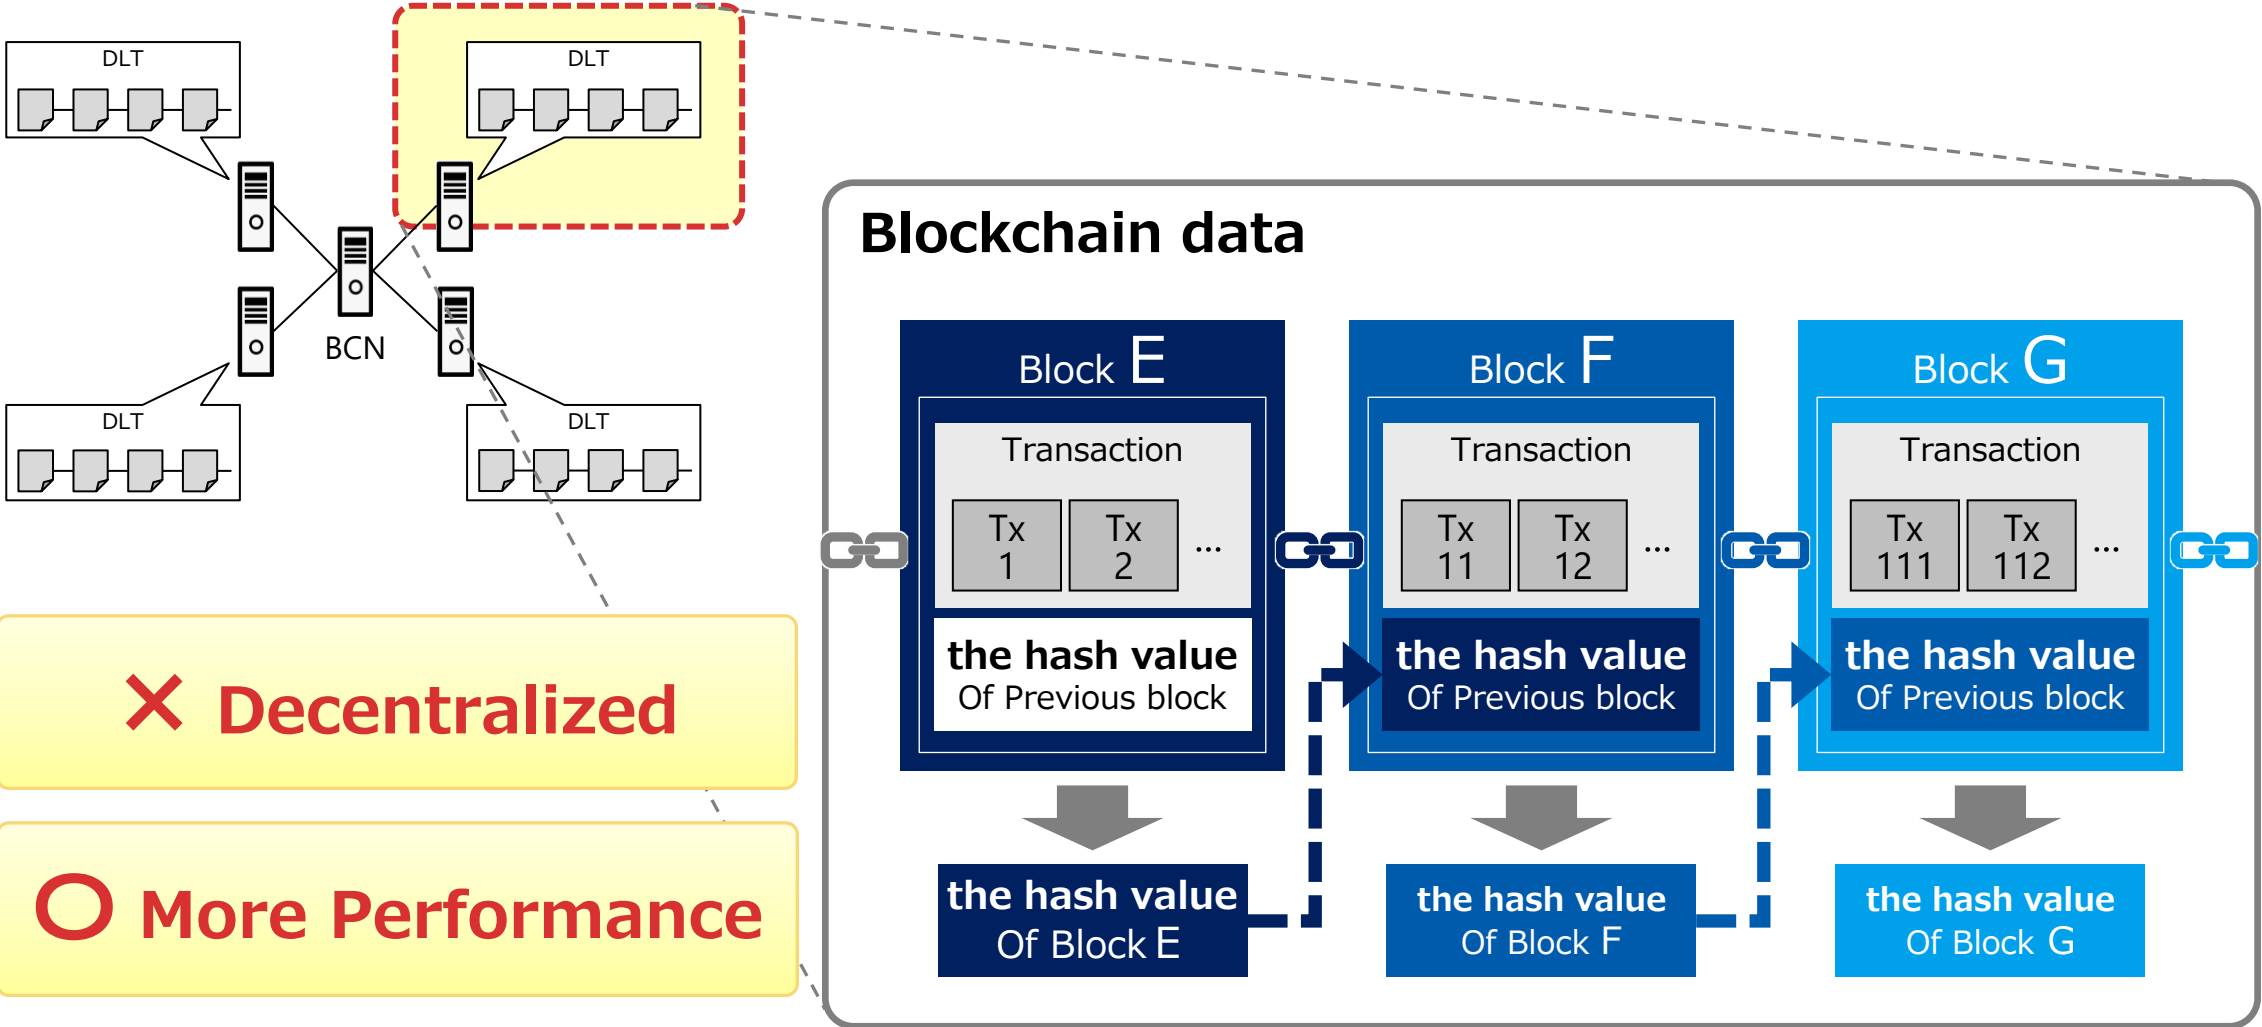 DLT
DLT
BCN
DLT
DLT
× Decentralized
○ More Performance
Blockchain data
Block E
Transaction
Tx
1
Tx
2
...
the hash value
Of Previous block
the hash value
Of Block E
Block F
Transaction
Tx
11
Tx
12
...
the hash value
Of Previous block
the hash value
Of Block F
Block G
Transaction
Tx
111
Tx
112
...
the hash value
Of Previous block
the hash value
Of Block G